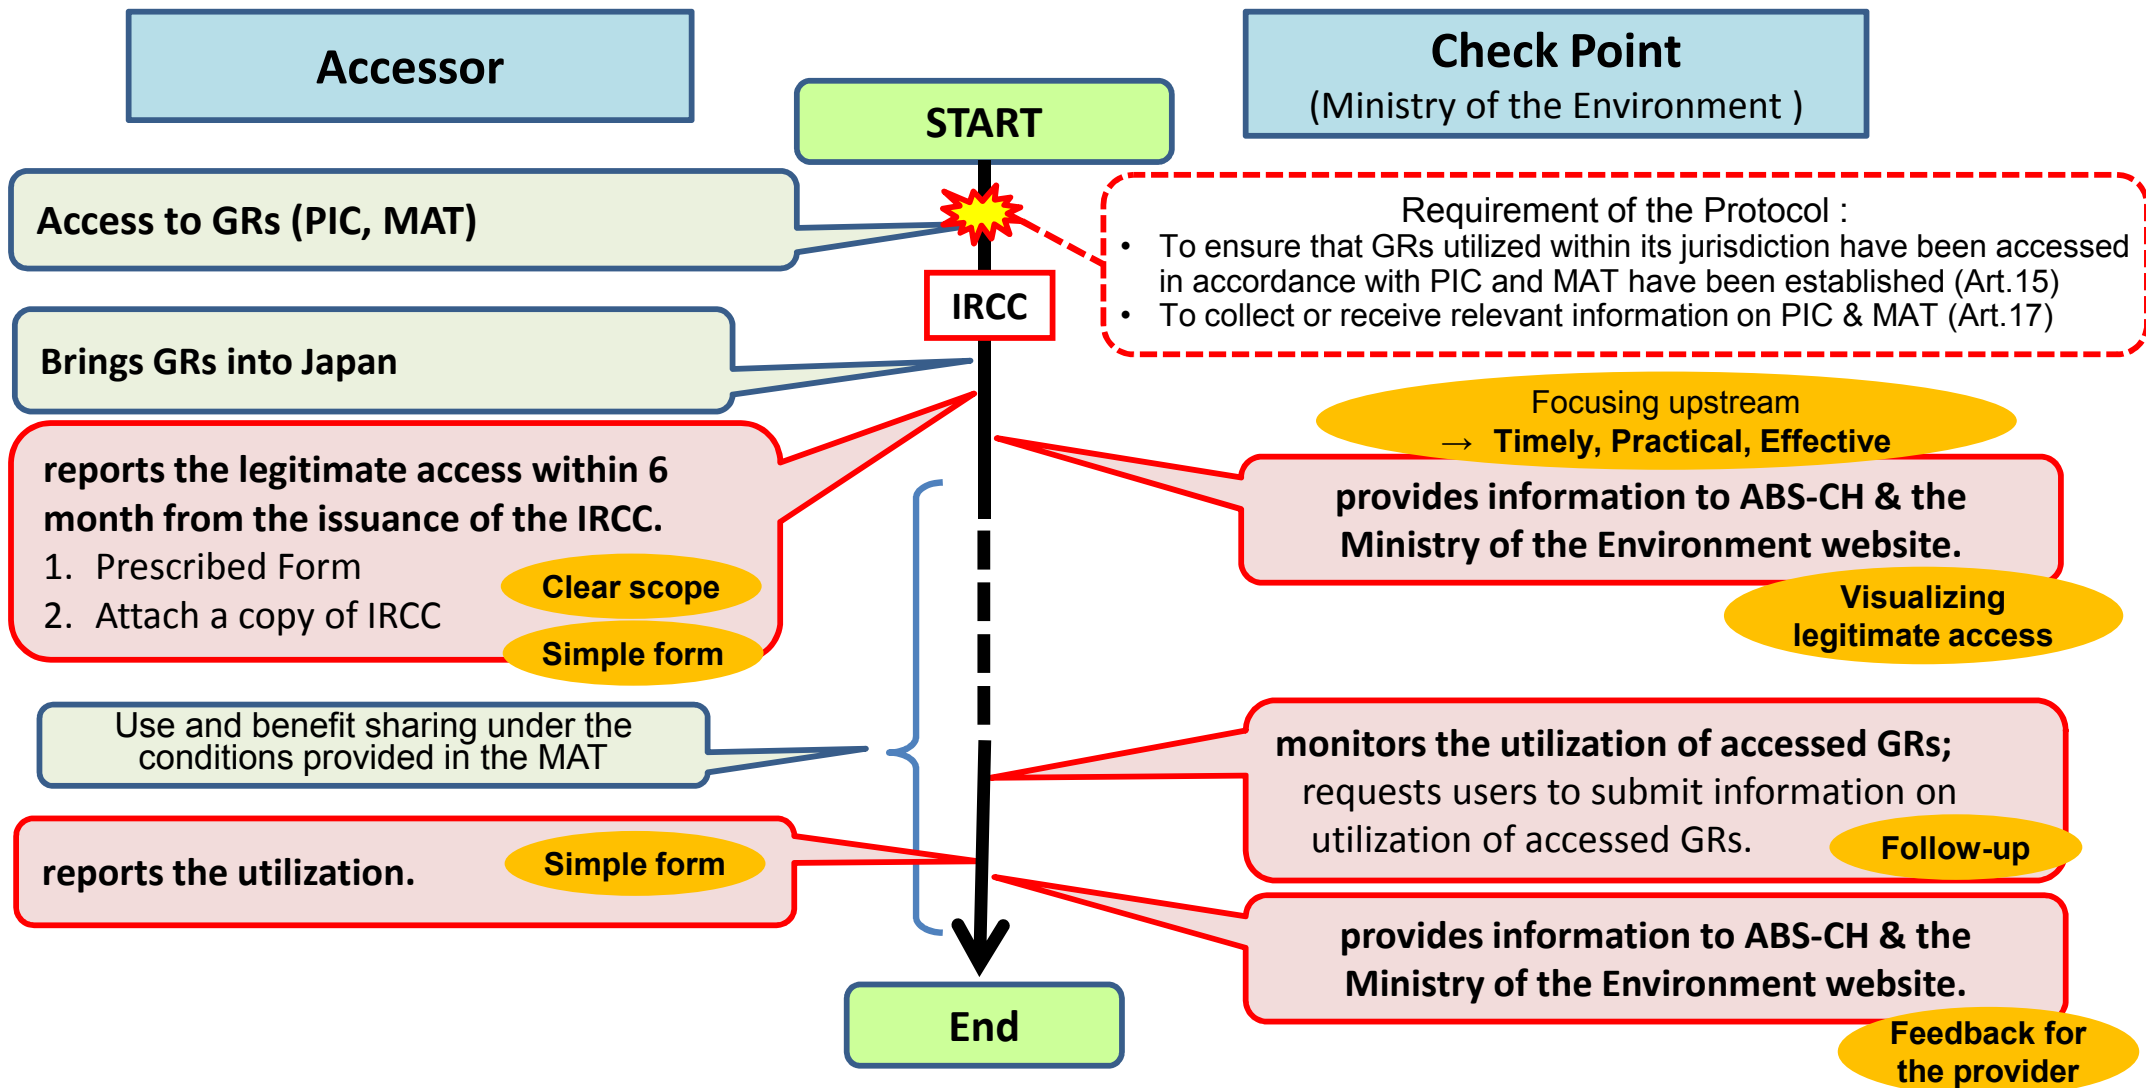 Accessor
Check Point
(Ministry of the Environment )
START
Access to GRs (PIC, MAT)
Requirement of the Protocol :
• To ensure that GRs utilized within its jurisdiction have been accessed
in accordance with PIC and MAT have been established (Art.15)
• To collect or receive relevant information on PIC & MAT (Art.17)
IRCC
Brings GRs into Japan
Focusing upstream
→ Timely, Practical, Effective
reports the legitimate access within 6
month from the issuance of the IRCC.
1. Prescribed Form
2. Attach a copy of IRCC
Clear scope
Simple form
provides information to ABS-CH & the
Ministry of the Environment website.
Visualizing
legitimate access
Use and benefit sharing under the
conditions provided in the MAT
monitors the utilization of accessed GRs;
requests users to submit information on
utilization of accessed GRs.
Follow-up
reports the utilization.
Simple form
provides information to ABS-CH & the
Ministry of the Environment website.
Feedback for
the provider
End